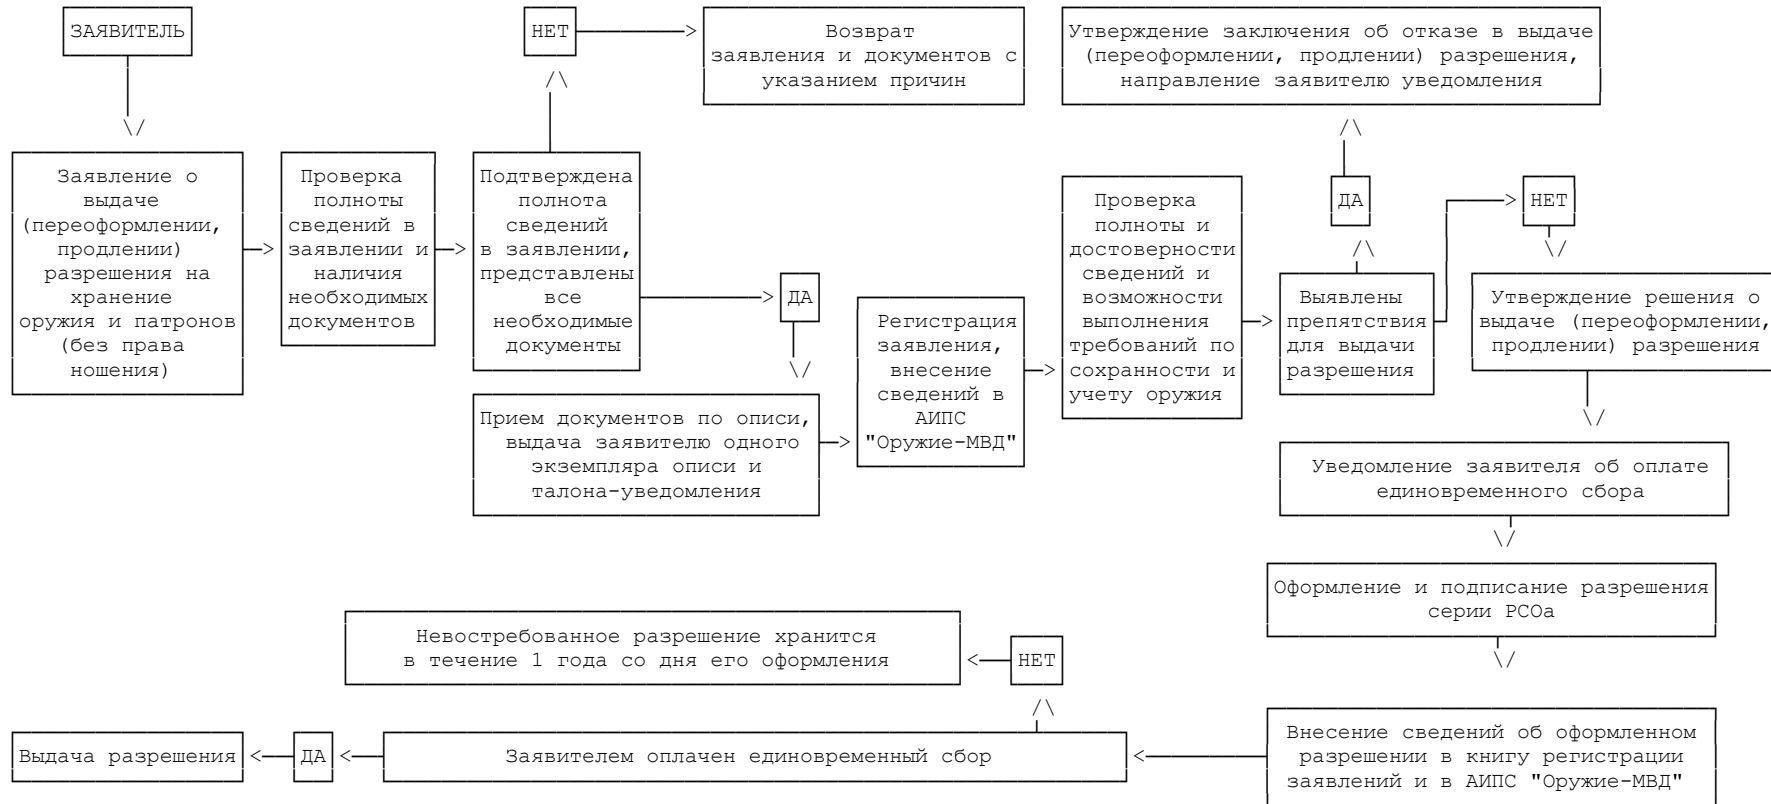 ЗАЯВИТЕЛЬ
НЕТ
Возврат
заявления и документов с
указанием причин
Утверждение заключения об отказе в выдаче
(переоформлении, продлении) разрешения,
направление заявителю уведомления
Заявление о
выдаче
(переоформлении,
продлении)
разрешения на
хранение
оружия и патронов
(без права
ношения)
Проверка
полноты
сведений в
заявлении и
наличия
необходимых
документов
Подтверждена
полнота
сведений
в заявлении,
представлены
все
необходимые
документы
ДА
Прием документов по описи,
выдача заявителю одного
экземпляра описи и
талона-уведомления
Регистрация
заявления,
внесение
сведений в
АИПС
"Оружие-МВД"
Проверка
полноты и
достоверности
сведений и
возможности
выполнения
требований по
сохранности и
учету оружия
ДА
Выявлены
препятствия
для выдачи
разрешения
НЕТ
Утверждение решения о
выдаче (переоформлении,
продлении) разрешения
Уведомление заявителя об оплате
единовременного сбора
Оформление и подписание разрешения
серии РСОа
Невостребованное разрешение хранится
в течение 1 года со дня его оформления
НЕТ
Выдача разрешения
ДА
Заявителем оплачен единовременный сбор
Внесение сведений об оформленном
разрешении в книгу регистрации
заявлений и в АИПС "Оружие-МВД"